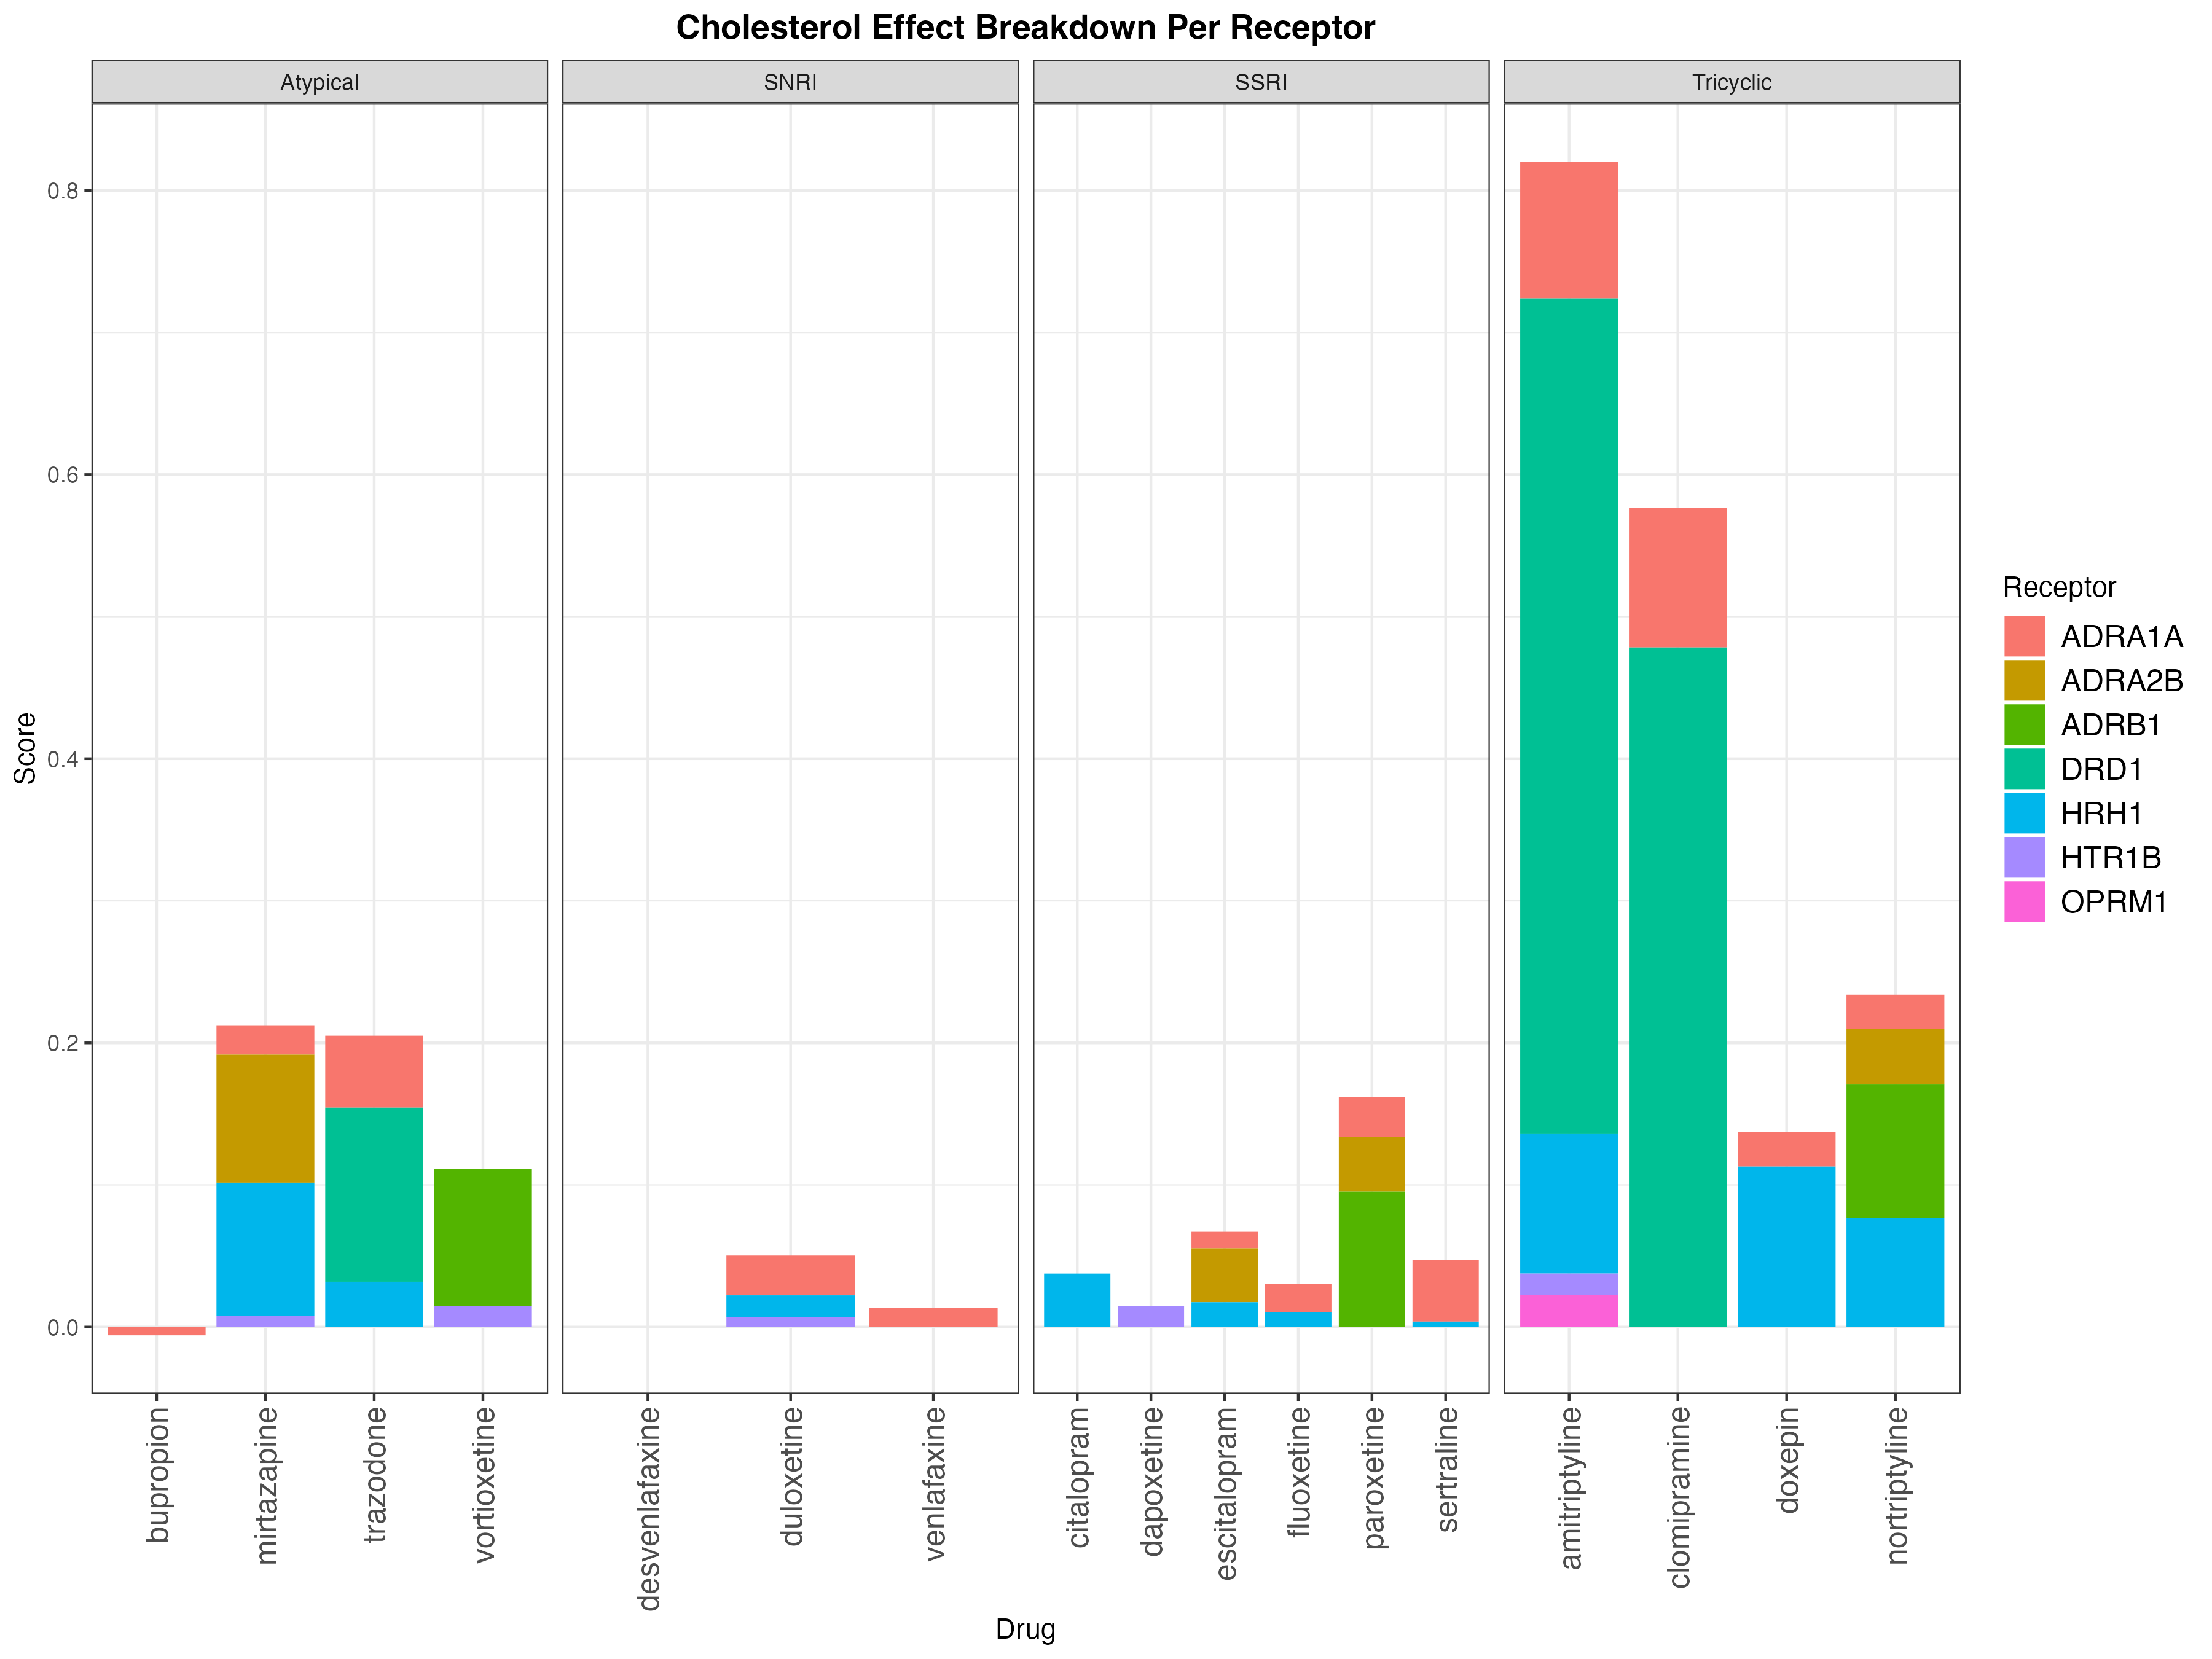 Cholesterol Effect Breakdown Per Receptor
Atypical
SNRI
SSRI
Tricyclic
Score
0.8
0.6
0.4
0.2
0.0
bupropion
mirtazapine
trazodone
vortioxetine
desvenlafaxine
duloxetine
venlafaxine
citalopram
dapoxetine
escitalopram
fluoxetine
paroxetine
sertraline
amitriptyline
clomipramine
doxepin
nortriptyline
Drug
Receptor
ADRA1A
ADRA2B
ADRB1
DRD1
HRH1
HTR1B
OPRM1